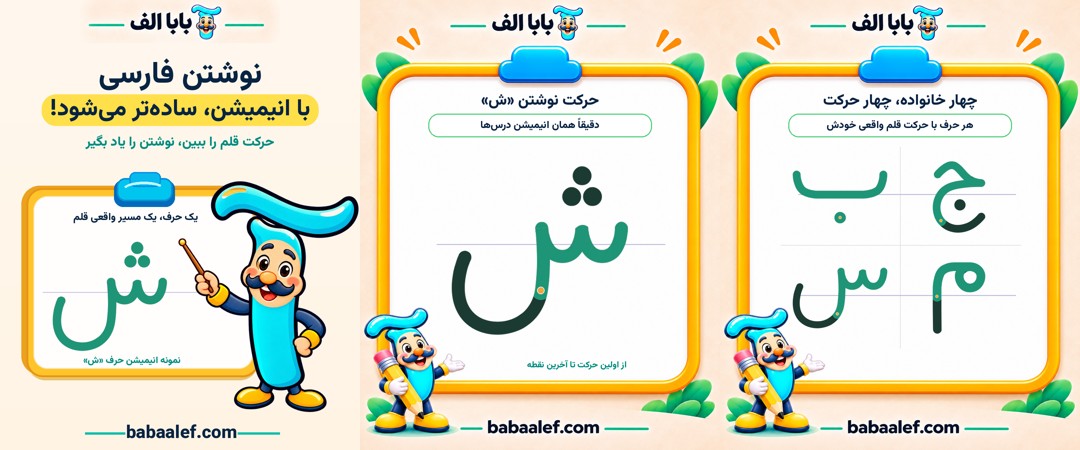 بابا الف
نوشتن فارسی
با انیمیشن، ساده‌تر می‌شود!
حرکت قلم را ببین، نوشتن را یاد بگیر
یک حرف، یک مسیر واقعی قلم
ش
نمونه انیمیشن حرف «ش»
babaalef.com
بابا الف
حرکت نوشتن «ش»
دقیقاً همان انیمیشن درس‌ها
ش
از اولین حرکت تا آخرین نقطه
babaalef.com
بابا الف
چهار خانواده، چهار حرکت
هر حرف با حرکت قلم واقعی خودش
ج ب
م س
babaalef.com